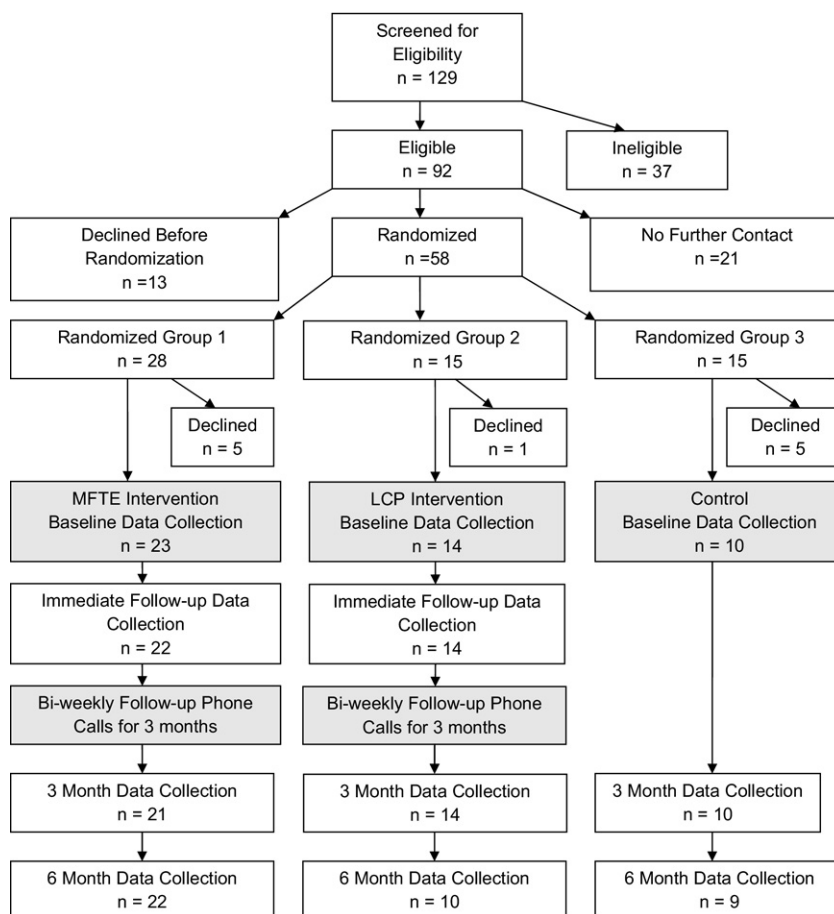 Screened for
Eligibility
n = 129
Eligible
n = 92
Ineligible
n = 37
Declined Before
Randomization
n =13
Randomized
n =58
No Further Contact
n =21
Randomized Group 1
n = 28
Randomized Group 2
n = 15
Randomized Group 3
n = 15
Declined
n = 5
Declined
n = 1
Declined
n = 5
MFTE Intervention
Baseline Data Collection
n = 23
LCP Intervention
Baseline Data Collection
n = 14
Control
Baseline Data Collection
n = 10
Immediate Follow-up Data
Collection
n = 22
Immediate Follow-up Data
Collection
n = 14
Bi-weekly Follow-up Phone
Calls for 3 months
Bi-weekly Follow-up Phone
Calls for 3 months
3 Month Data Collection
n = 21
3 Month Data Collection
n = 14
3 Month Data Collection
n = 10
6 Month Data Collection
n = 22
6 Month Data Collection
n = 10
6 Month Data Collection
n = 9